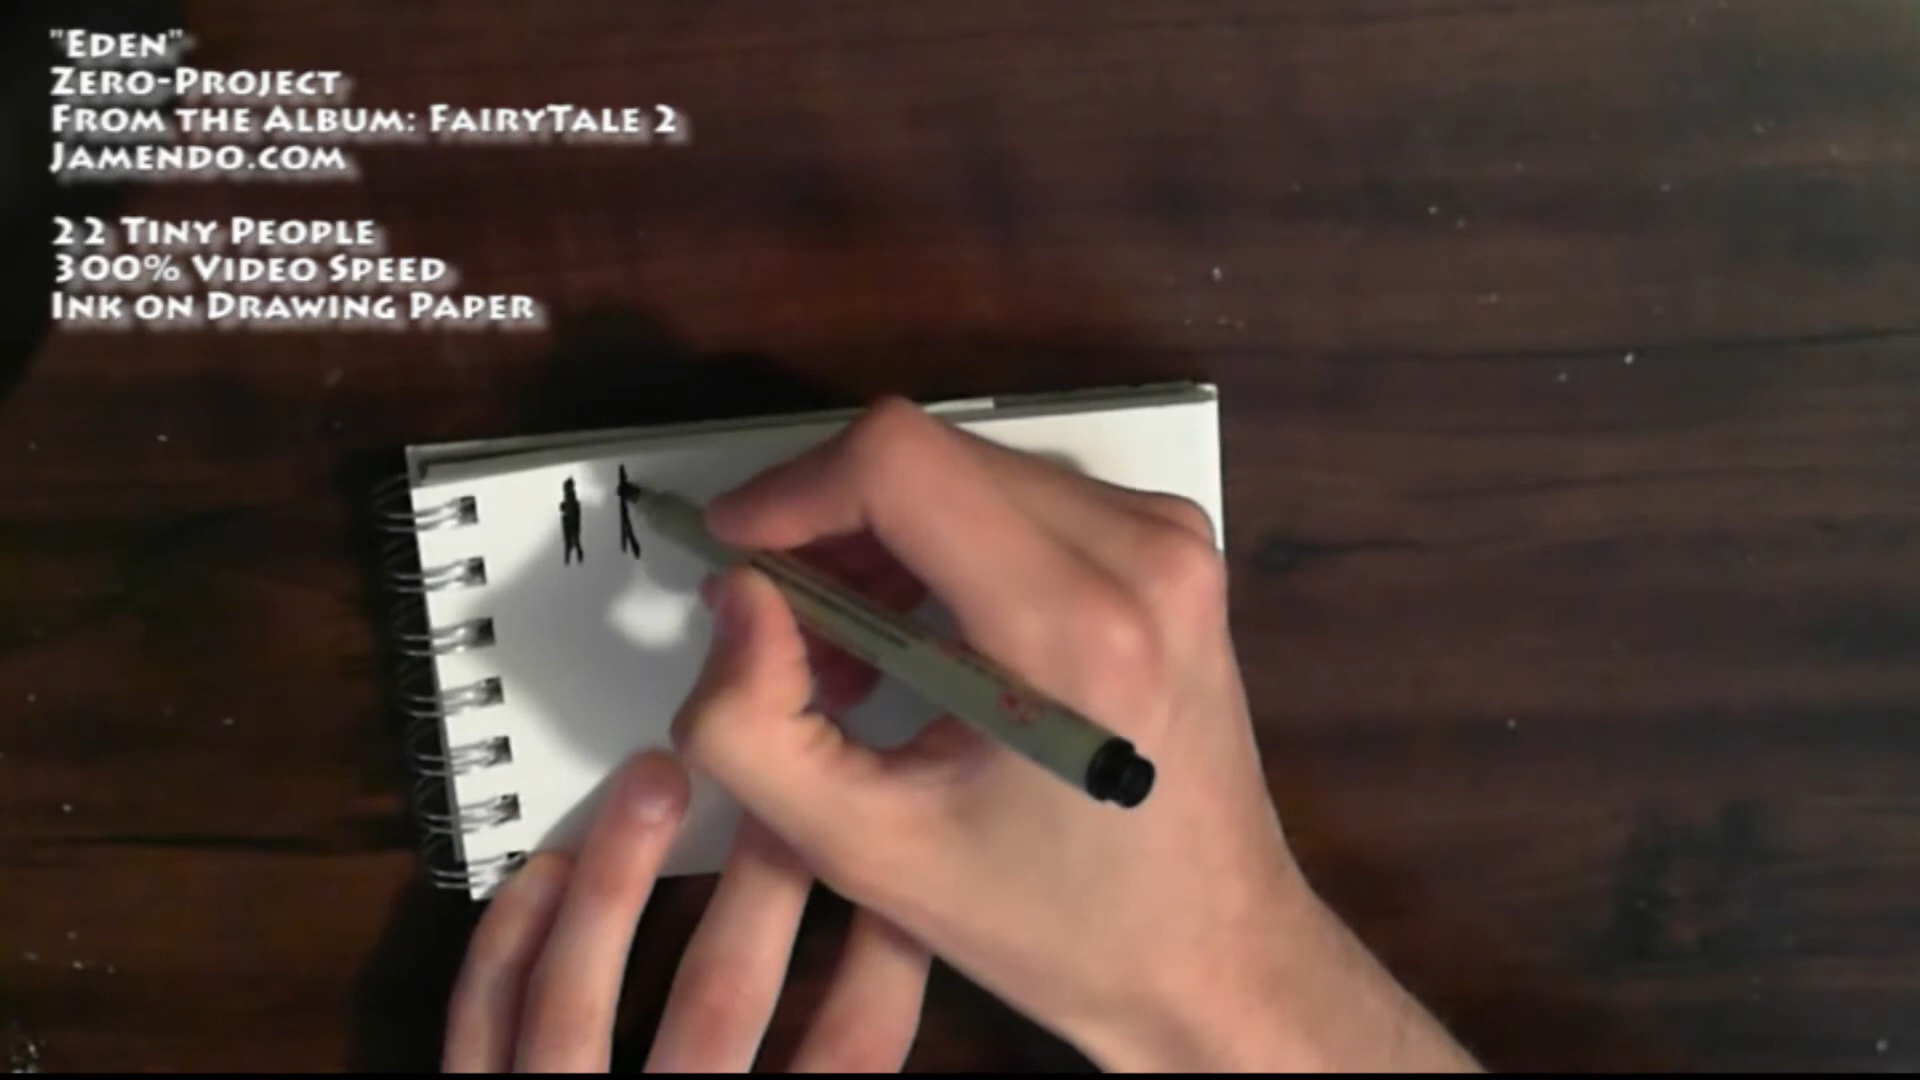 "Eden"
Zero-Project
From the Album: FairyTale 2
Jamendo.com
22 Tiny People
300% Video Speed
Ink on Drawing Paper